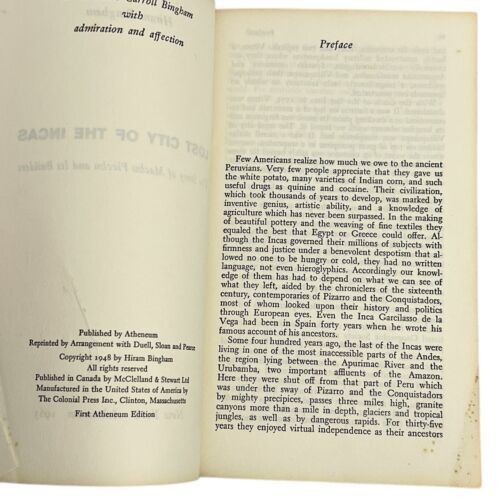 Carroll Bingham
with
admiration and affection
LOST CITY OF THE INCAS
The Story of Machu Picchu and its Builders
Published by Atheneum
Reprinted by Arrangement with Duell, Sloan and Pearce
Copyright 1948 by Hiram Bingham
All rights reserved
Published in Canada by McClelland & Stewart Ltd
Manufactured in the United States of America by
The Colonial Press Inc., Clinton, Massachusetts
First Atheneum Edition
Preface
Few Americans realize how much we owe to the ancient
Peruvians. Very few people appreciate that they gave us
the white potato, many varieties of Indian corn, and such
useful drugs as quinine and cocaine. Their civilization,
which took thousands of years to develop, was marked by
inventive genius, artistic ability, and a knowledge of
agriculture which has never been surpassed. In the making
of beautiful pottery and the weaving of fine textiles they
equaled the best that Egypt or Greece could offer. Al-
though the Incas governed their millions of subjects with
firmness and justice under a benevolent despotism that al-
lowed no one to be hungry or cold, they had no written
language, not even hieroglyphics. Accordingly our knowl-
edge of them has had to depend on what we can see of
what they left, aided by the chroniclers of the sixteenth
century, contemporaries of Pizarro and the Conquistadors,
most of whom looked upon their history and politics
through European eyes. Even the Inca Garcilasso de la
Vega had been in Spain forty years when he wrote his
famous account of his ancestors.
Some four hundred years ago, the last of the Incas were
living in one of the most inaccessible parts of the Andes,
the region lying between the Apurimac River and the
Urubamba, two important affluents of the Amazon.
Here they were shut off from that part of Peru which
was under the sway of Pizarro and the Conquistadors
by mighty precipices, passes three miles high, granite
canyons more than a mile in depth, glaciers and tropical
jungles, as well as by dangerous rapids. For thirty-five
years they enjoyed virtual independence as their ancestors